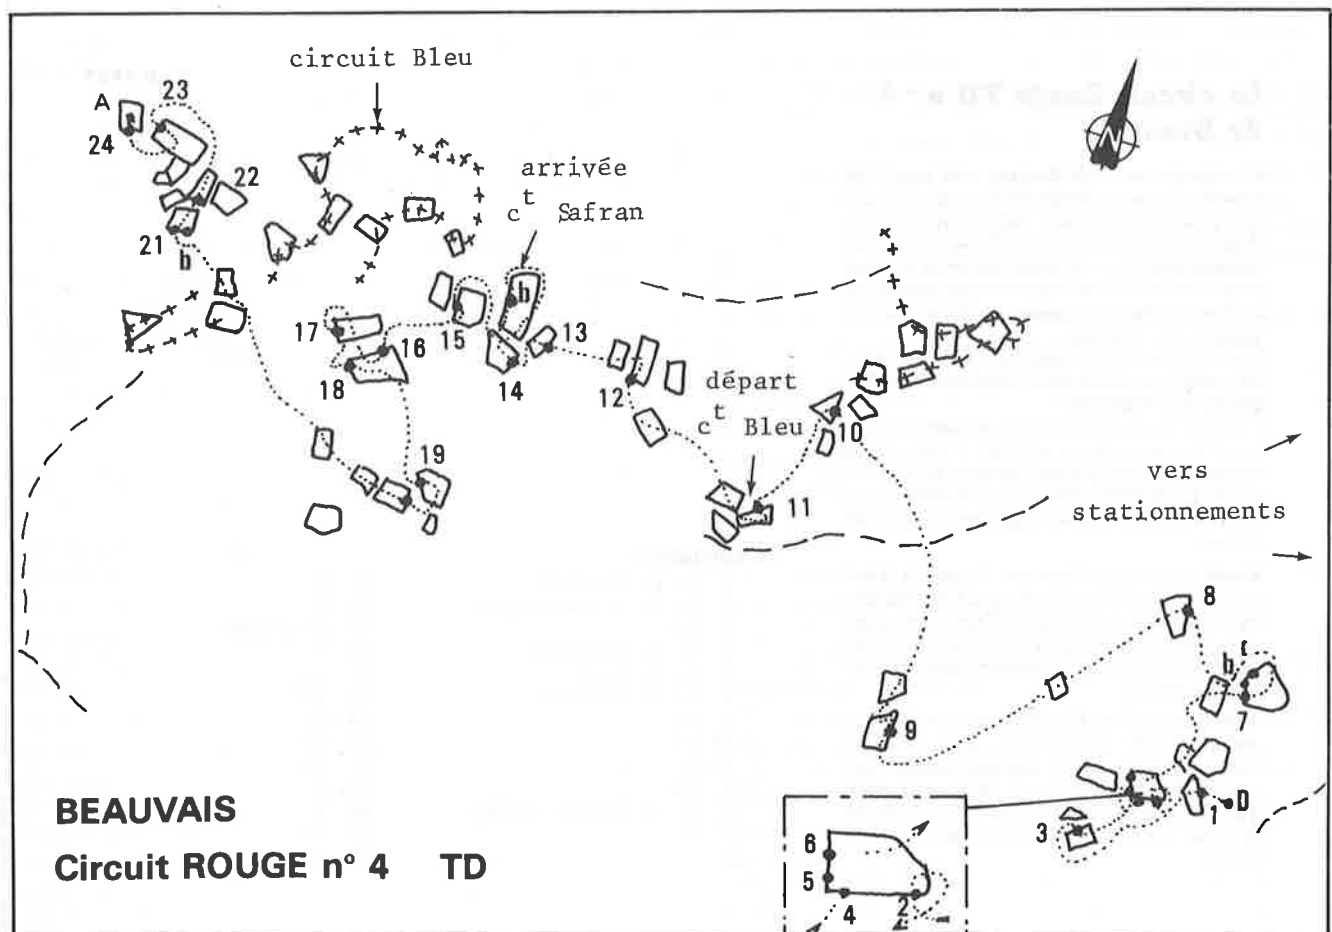 circuit Bleu
A
23
24
22
21
b
arrivée
cᵗ Safran
b
17
16
15
13
18
14
12
19
départ
cᵗ Bleu
10
11
N
vers
stationnements
8
b
7
9
D
1
3
6
5
4
2
BEAUVAIS
Circuit ROUGE n° 4 TD